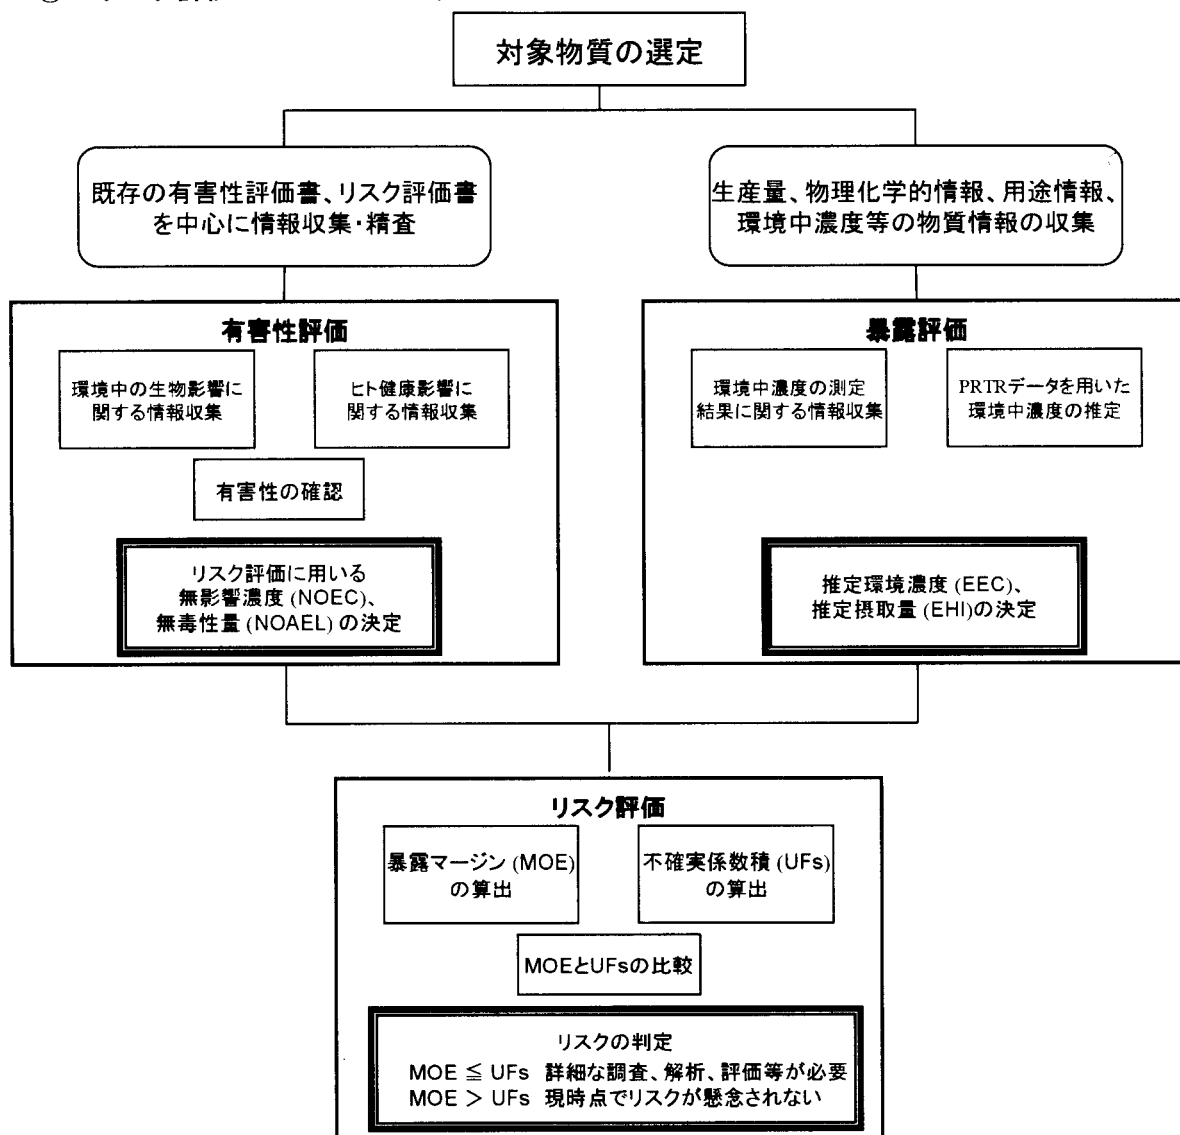 対象物質の選定
既存の有害性評価書、リスク評価書
を中心に情報収集・精査
生産量、物理化学的情報、用途情報、
環境中濃度等の物質情報の収集
有害性評価
環境中の生物影響に
関する情報収集
ヒト健康影響に
関する情報収集
有害性の確認
リスク評価に用いる
無影響濃度 (NOEC)、
無毒性量 (NOAEL) の決定
暴露評価
環境中濃度の測定
結果に関する情報収集
PRTRデータを用いた
環境中濃度の推定
推定環境濃度 (EEC)、
推定摂取量 (EHI)の決定
リスク評価
暴露マージン (MOE)
の算出
不確実係数積 (UFs)
の算出
MOEとUFsの比較
リスクの判定
MOE ≦ UFs 詳細な調査、解析、評価等が必要
MOE > UFs 現時点でリスクが懸念されない